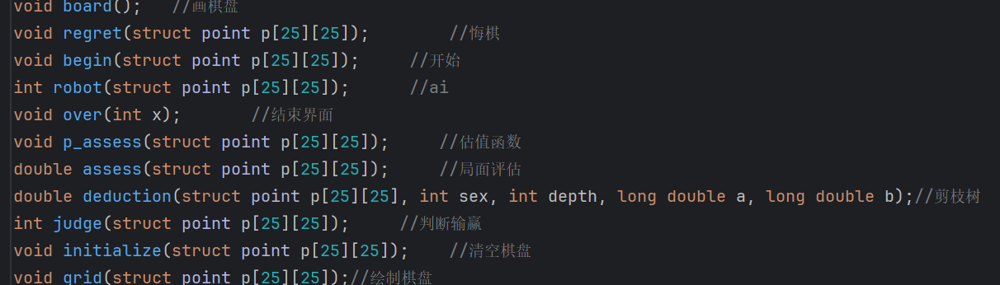 void board();   //画棋盘
void regret(struct point p[25][25]);        //悔棋
void begin(struct point p[25][25]);     //开始
int robot(struct point p[25][25]);      //ai
void over(int x);       //结束界面
void p_assess(struct point p[25][25]);     //估值函数
double assess(struct point p[25][25]);     //局面评估
double deduction(struct point p[25][25], int sex, int depth, long double a, long double b);//剪枝树
int judge(struct point p[25][25]);     //判断输赢
void initialize(struct point p[25][25]);    //清空棋盘
void grid(struct point p[25][25]);//绘制棋盘